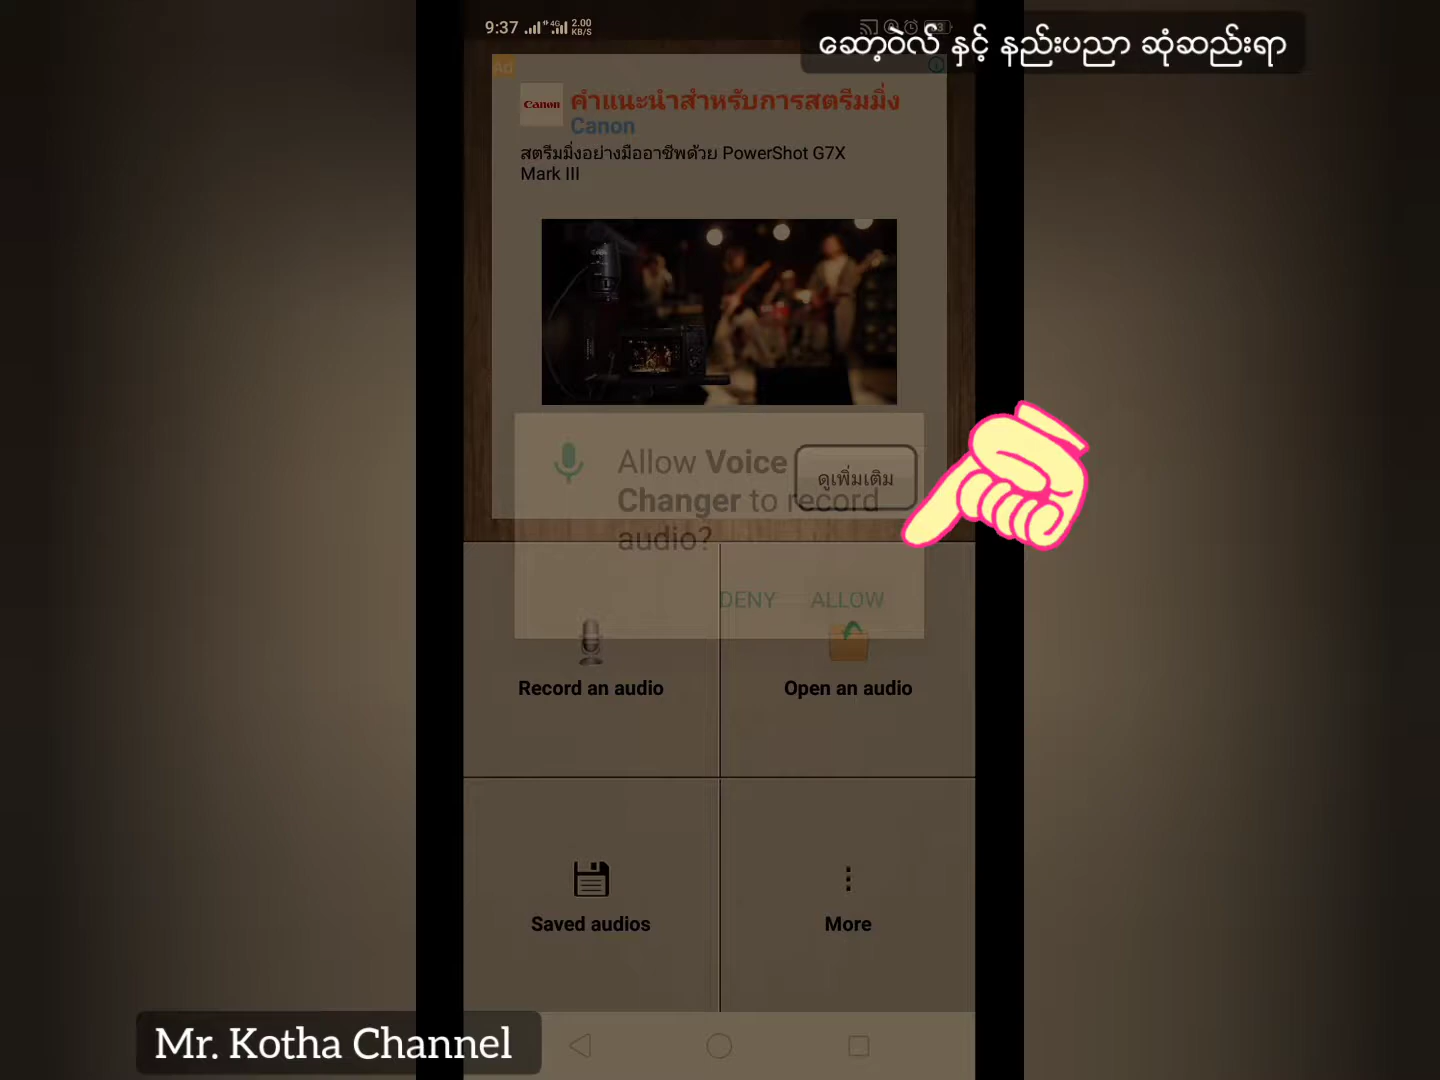 9:37
4G
2.00
KB/S
ဆော့ဝဲလ် နှင့် နည်းပညာ ဆုံဆည်းရာ
Ad
Canon
คำแนะนำสำหรับการสตรีมมิ่ง
Canon
สตรีมมิ่งอย่างมืออาชีพด้วย PowerShot G7X
Mark III
ดูเพิ่มเติม
Allow Voice
Changer to record
audio?
DENY ALLOW
Record an audio
Open an audio
Saved audios
More
Mr. Kotha Channel